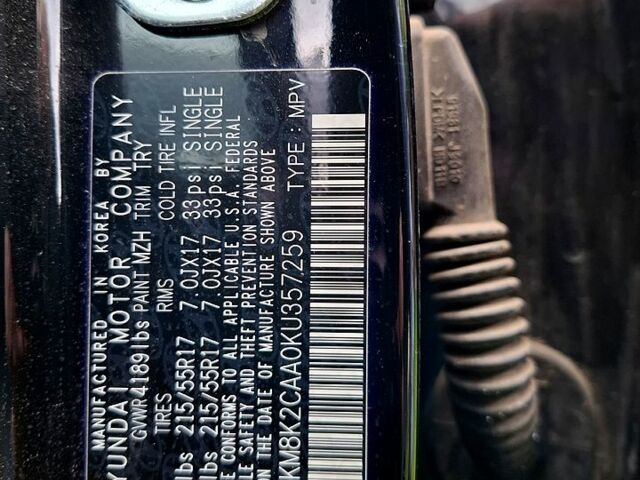 MANUFACTURED IN KOREA BY
YUNDAI MOTOR COMPANY
GVWR 4189 lbs PAINT MZH TRIM TRY
TIRES RIMS COLD TIRE INFL
lbs 215/55R17 7.0JX17 33psi SINGLE
lbs 215/55R17 7.0JX17 33psi SINGLE
FORMS TO ALL APPLICABLE U.S.A. FEDERAL
SAFETY AND THEFT PREVENTION STANDARDS
ON THE DATE OF MANUFACTURE SHOWN ABOVE
KM8K2CAA0KU357259 TYPE: MPV